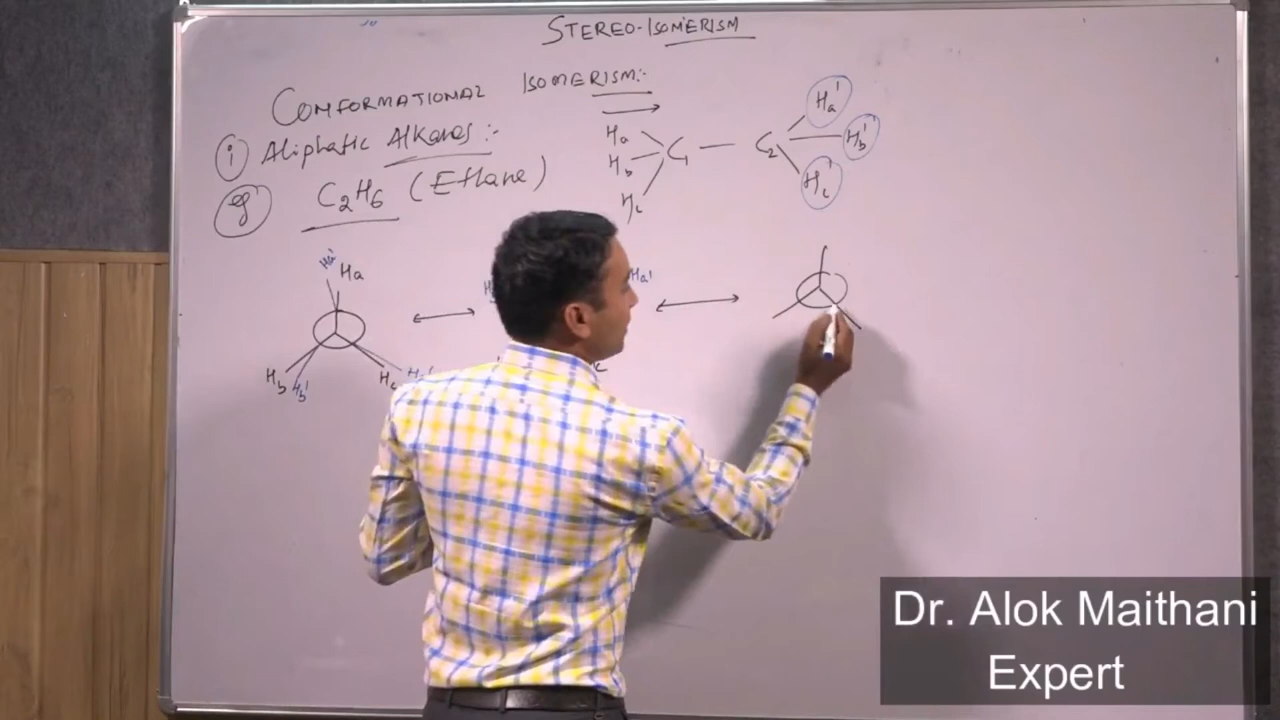 STEREO-ISOMERISM
CONFORMATIONAL ISOMERISM:-
(i) Aliphatic Alkanes:-
eg C₂H₆ (Ethane)
Ha Ha'
Hb C₁ — C₂ Hb'
Hc Hc'
Ha' Ha
Ha'
Hb Hb' Hc
Dr. Alok Maithani
Expert